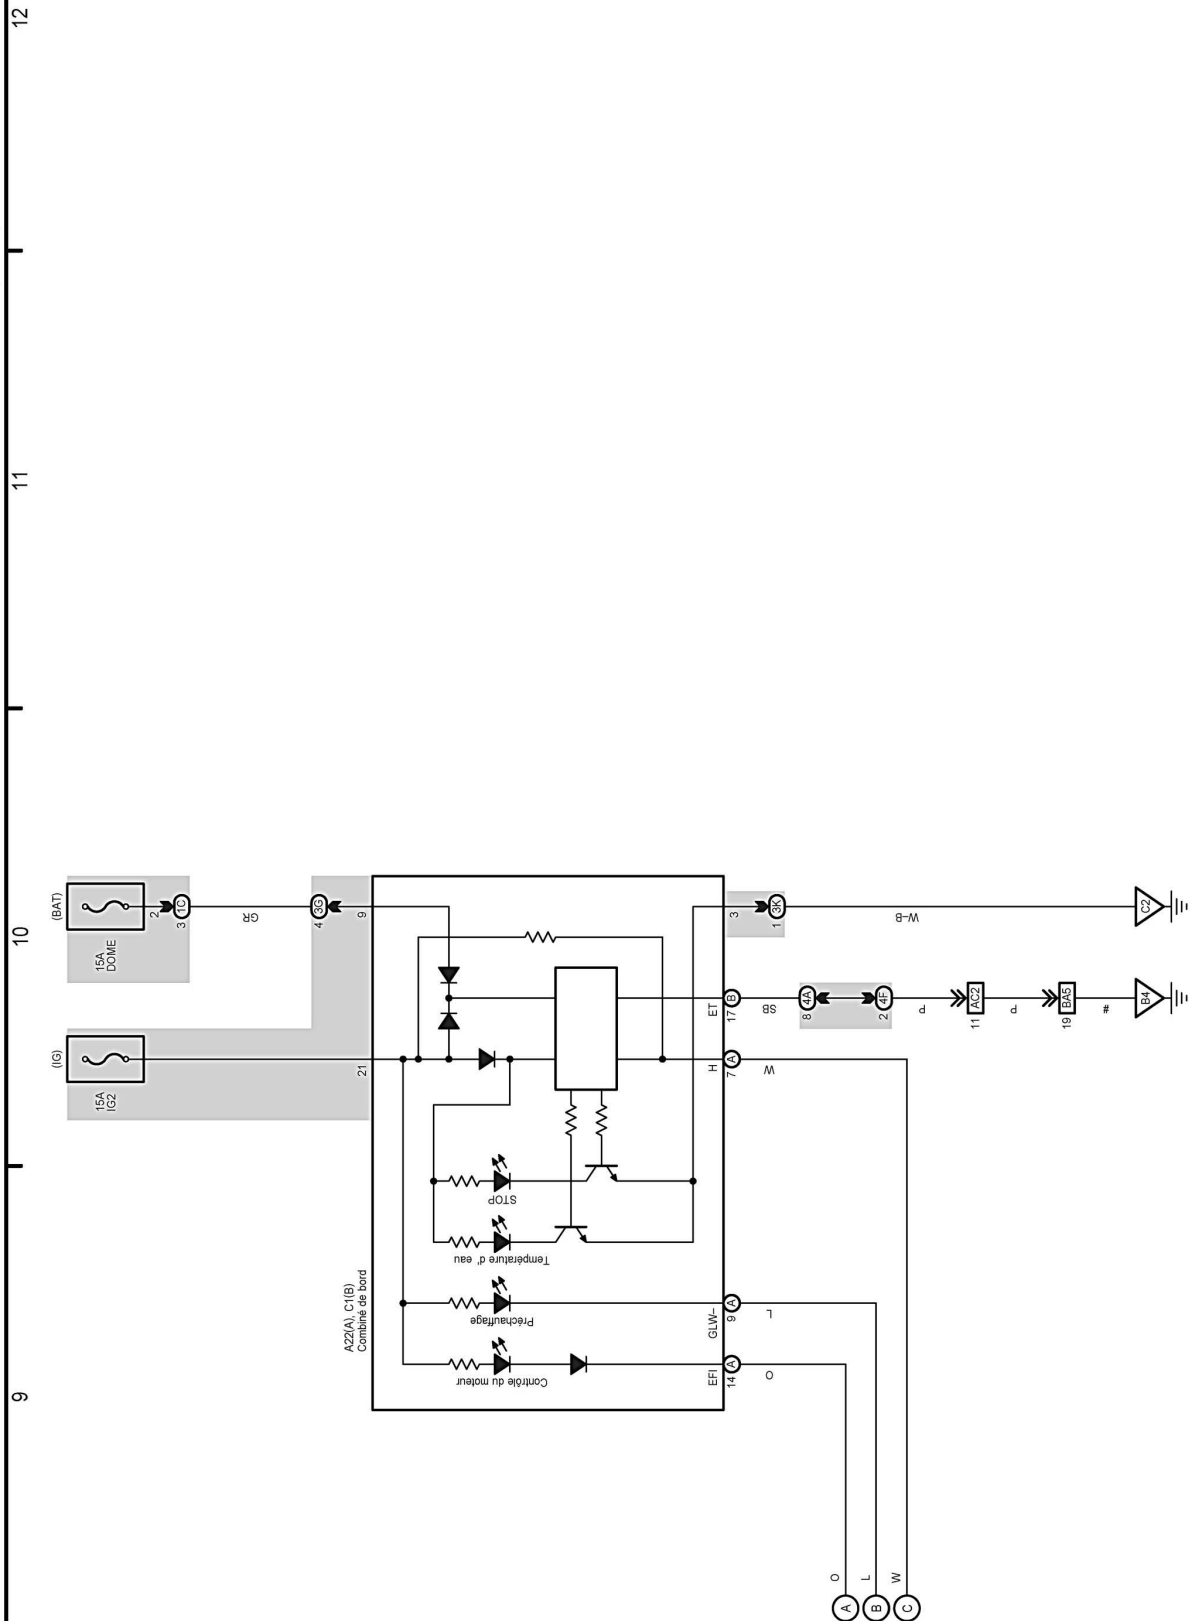 9
10
11
12
(IG)
(BAT)
15A
IG2
15A
DOME
2
3 1C
GR
4 3G
A22(A), C1(B)
Combiné de bord
21
9
Contrôle du moteur
Préchauffage
Température d' eau
STOP
EFI
GLW–
H
ET
3
14 A
9 A
7 A
17 B
1 3K
O
L
W
SB
8 4A
2 4F
W–B
P
11 AC2
P
19 BA5
#
O
L
W
A
B
C
B4
C2